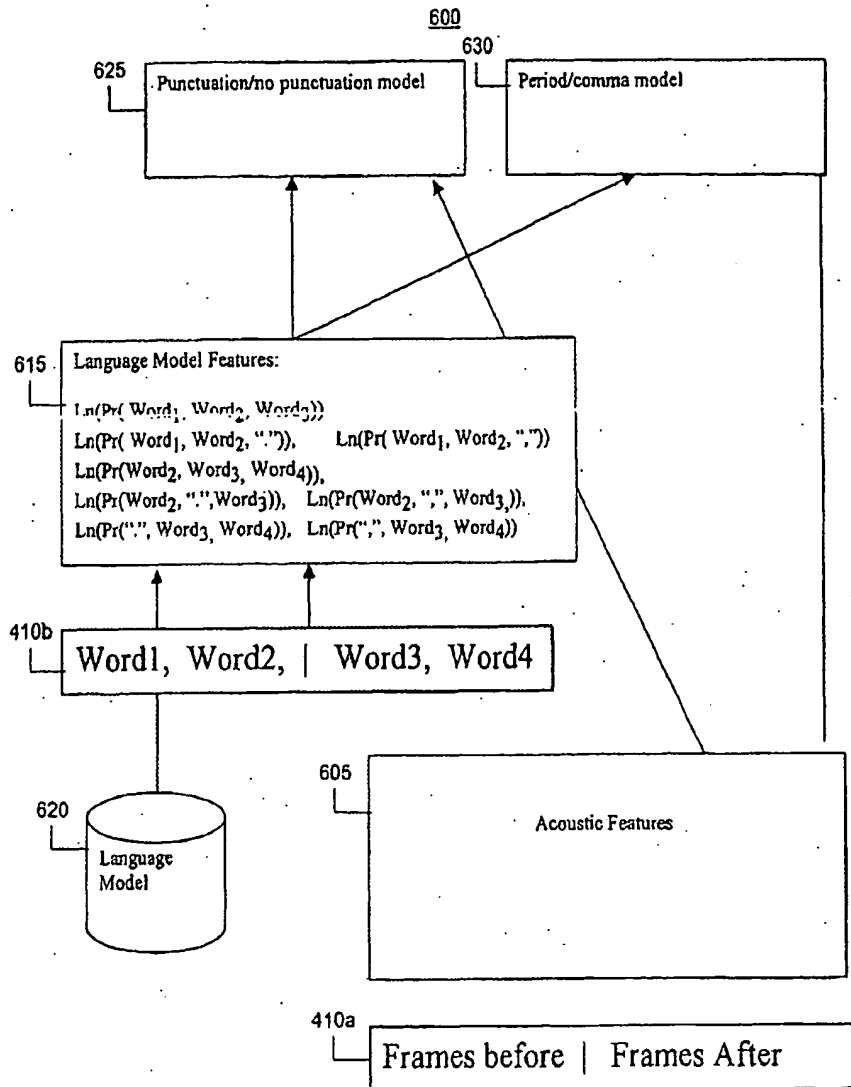 600
625
630
Punctuation/no punctuation model
Period/comma model
615
Language Model Features:
Ln(Pr( Word1, Word2, Word3))
Ln(Pr( Word1, Word2, “.”)), Ln(Pr( Word1, Word2, “,”))
Ln(Pr(Word2, Word3, Word4)),
Ln(Pr(Word2, “.”,Word3)), Ln(Pr(Word2, “,”, Word3,)),
Ln(Pr(“.”, Word3, Word4)), Ln(Pr(“,”, Word3, Word4))
410b
Word1, Word2, | Word3, Word4
605
620
Acoustic Features
Language
Model
410a
Frames before | Frames After